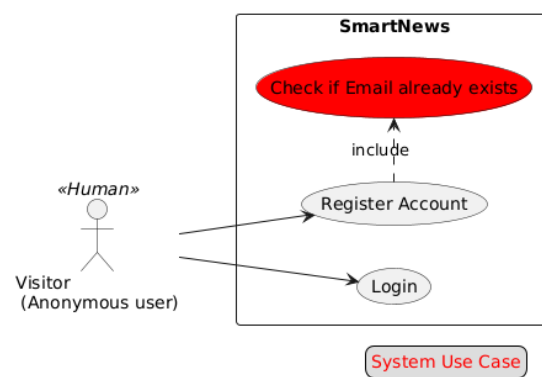 SmartNews
Check if Email already exists
include
«Human»
Register Account
Visitor
(Anonymous user)
Login
System Use Case